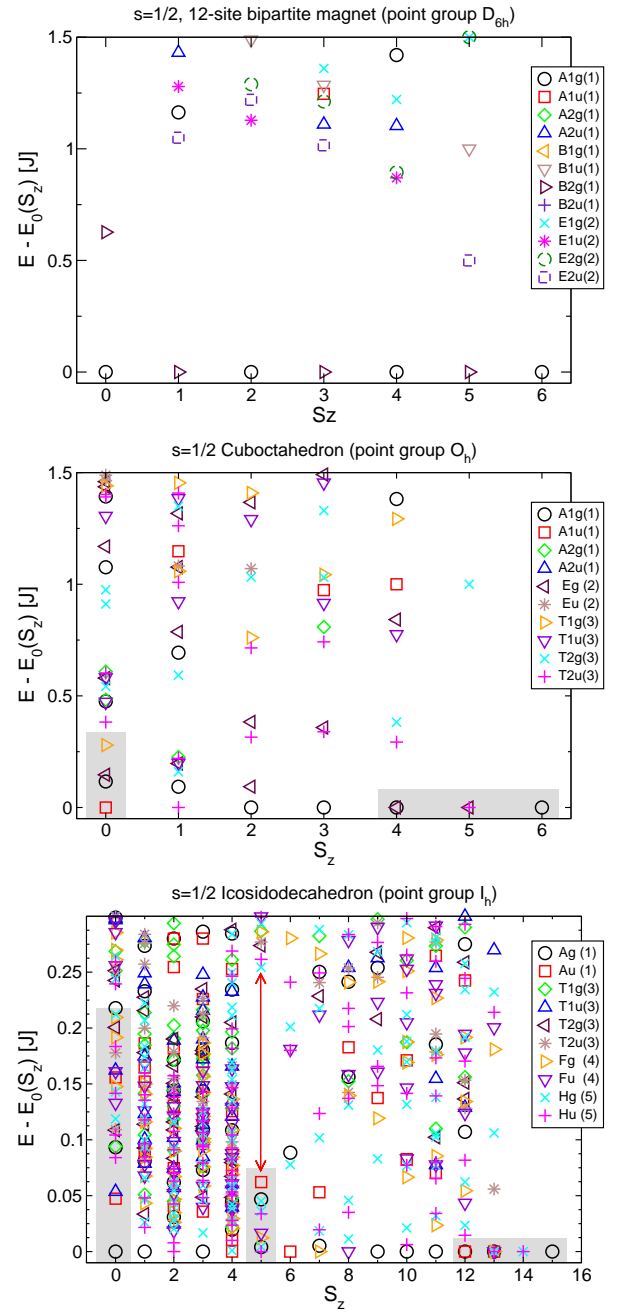 s=1/2, 12-site bipartite magnet (point group D6h)
1.5
1
0.5
0
E - E0(Sz) [J]
0 1 2 3 4 5 6
Sz
A1g(1)
A1u(1)
A2g(1)
A2u(1)
B1g(1)
B1u(1)
B2g(1)
B2u(1)
E1g(2)
E1u(2)
E2g(2)
E2u(2)
s=1/2 Cuboctahedron (point group Oh)
1.5
1
0.5
0
E - E0(Sz) [J]
0 1 2 3 4 5 6
Sz
A1g(1)
A1u(1)
A2g(1)
A2u(1)
Eg (2)
Eu (2)
T1g(3)
T1u(3)
T2g(3)
T2u(3)
s=1/2 Icosidodecahedron (point group Ih)
0.25
0.2
0.15
0.1
0.05
0
E - E0(Sz) [J]
0 2 4 6 8 10 12 14 16
Sz
Ag (1)
Au (1)
T1g(3)
T1u(3)
T2g(3)
T2u(3)
Fg (4)
Fu (4)
Hg (5)
Hu (5)